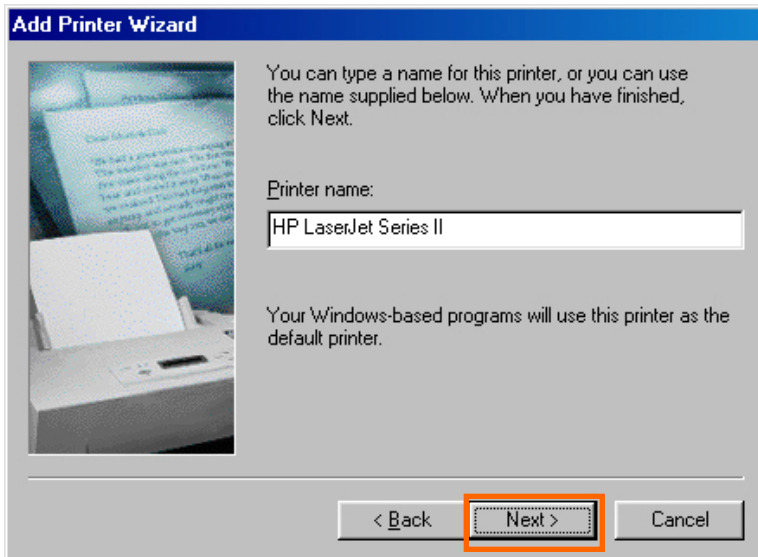 Add Printer Wizard
You can type a name for this printer, or you can use
the name supplied below. When you have finished,
click Next.
Printer name:
HP LaserJet Series II
Your Windows-based programs will use this printer as the
default printer.
< Back
Next >
Cancel